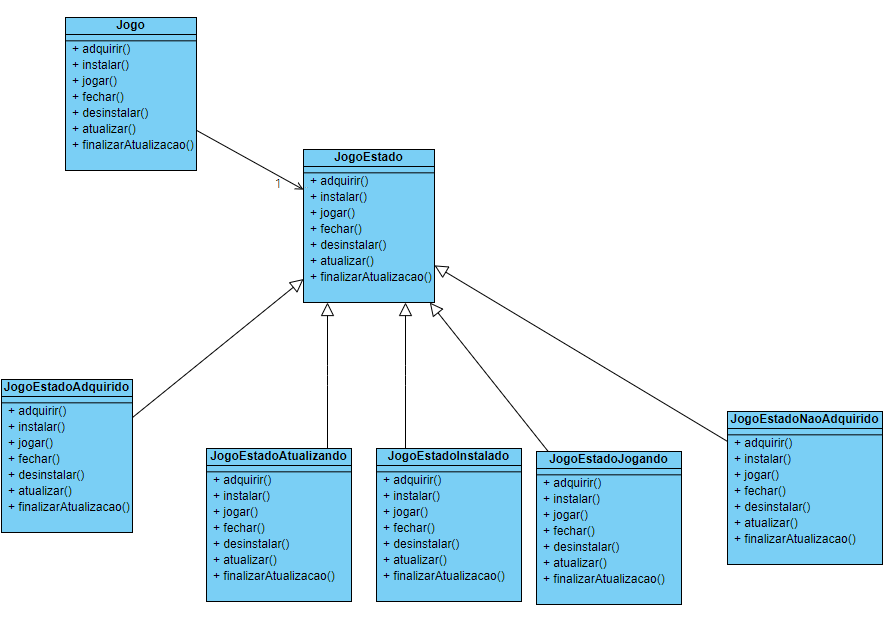 Jogo
+ adquirir()
+ instalar()
+ jogar()
+ fechar()
+ desinstalar()
+ atualizar()
+ finalizarAtualizacao()
1
JogoEstado
+ adquirir()
+ instalar()
+ jogar()
+ fechar()
+ desinstalar()
+ atualizar()
+ finalizarAtualizacao()
JogoEstadoAdquirido
+ adquirir()
+ instalar()
+ jogar()
+ fechar()
+ desinstalar()
+ atualizar()
+ finalizarAtualizacao()
JogoEstadoAtualizando
+ adquirir()
+ instalar()
+ jogar()
+ fechar()
+ desinstalar()
+ atualizar()
+ finalizarAtualizacao()
JogoEstadoInstalado
+ adquirir()
+ instalar()
+ jogar()
+ fechar()
+ desinstalar()
+ atualizar()
+ finalizarAtualizacao()
JogoEstadoJogando
+ adquirir()
+ instalar()
+ jogar()
+ fechar()
+ desinstalar()
+ atualizar()
+ finalizarAtualizacao()
JogoEstadoNaoAdquirido
+ adquirir()
+ instalar()
+ jogar()
+ fechar()
+ desinstalar()
+ atualizar()
+ finalizarAtualizacao()